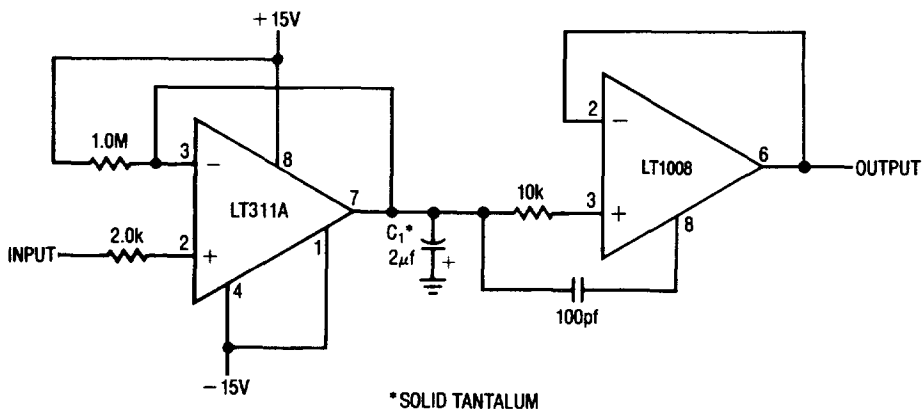 +15V
1.0M
3
−
8
LT311A
7
2
+
1
4
INPUT
2.0k
−15V
C₁*
2µf
+
10k
100pf
2
−
LT1008
6
3
+
8
OUTPUT
*SOLID TANTALUM